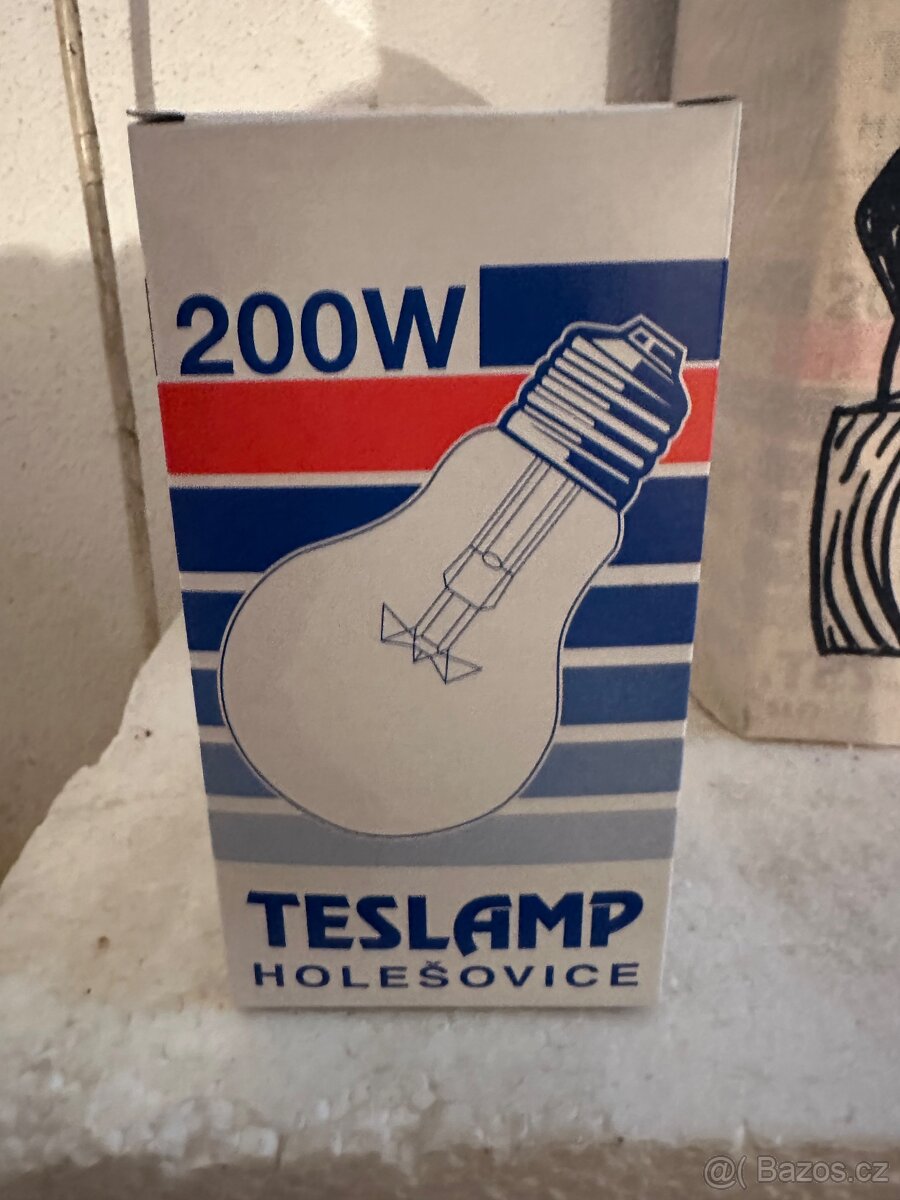 200W
TESLAMP
HOLEŠOVICE
@( Bazos.cz